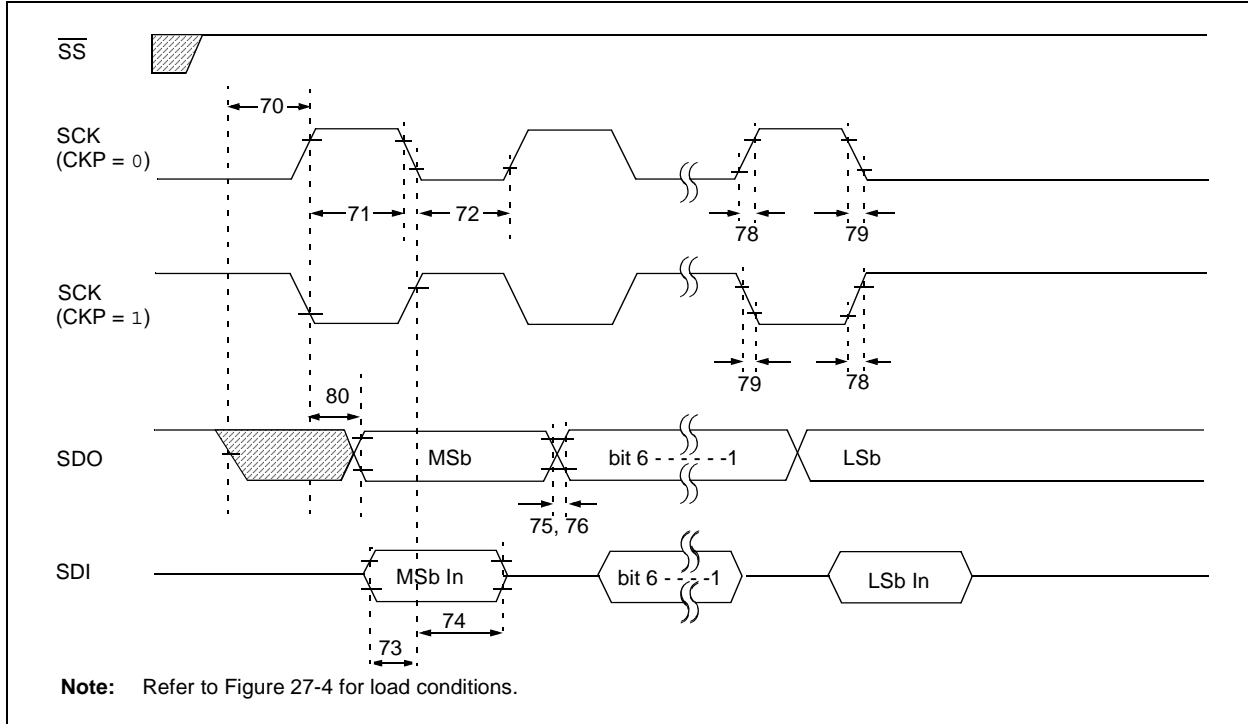 SS
70
SCK
(CKP = 0)
71
72
78
79
SCK
(CKP = 1)
79
78
80
SDO
MSb
bit 6 - - - - - -1
LSb
75, 76
SDI
MSb In
bit 6 - - - - -1
LSb In
74
73
Note: Refer to Figure 27-4 for load conditions.